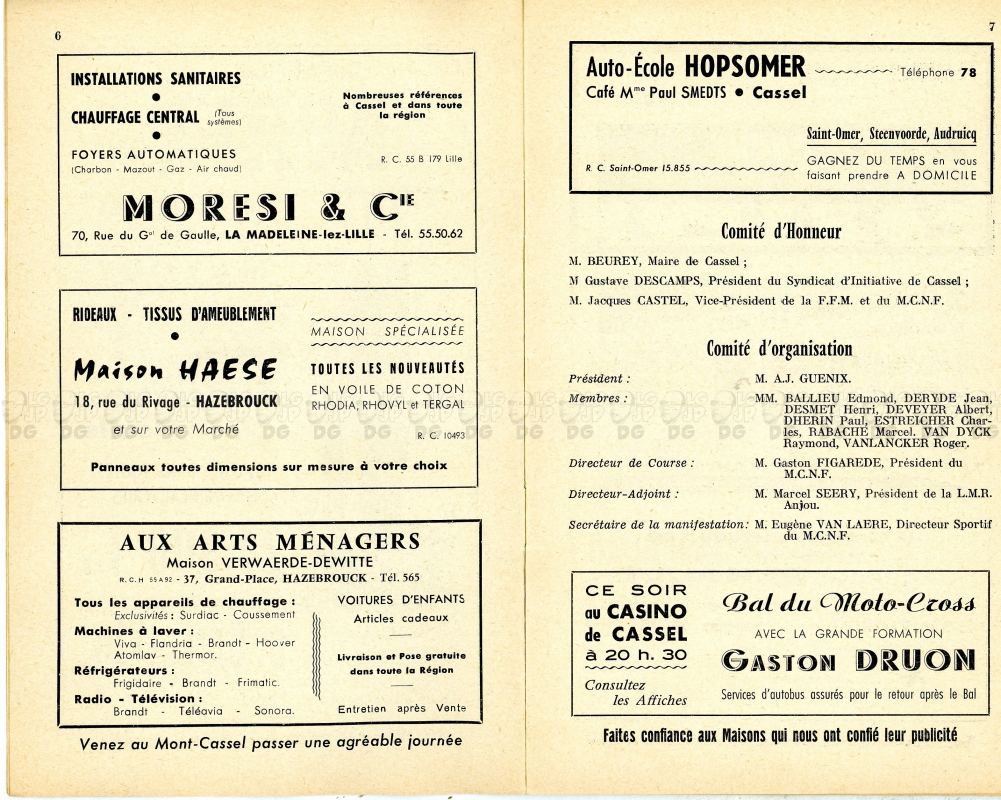 6
INSTALLATIONS SANITAIRES
•
CHAUFFAGE CENTRAL (Tous systèmes)
•
FOYERS AUTOMATIQUES
(Charbon - Mazout - Gaz - Air chaud)
Nombreuses références
à Cassel et dans toute
la région
R. C. 55 B 179 Lille
MORESI & CIE
70, Rue du Gal de Gaulle, LA MADELEINE-lez-LILLE - Tél. 55.50.62
RIDEAUX - TISSUS D'AMEUBLEMENT
•
Maison HAESE
18, rue du Rivage - HAZEBROUCK
et sur votre Marché
MAISON SPÉCIALISÉE
TOUTES LES NOUVEAUTÉS
EN VOILE DE COTON
RHODIA, RHOVYL et TERGAL
R. C. 10493
Panneaux toutes dimensions sur mesure à votre choix
AUX ARTS MÉNAGERS
Maison VERWAERDE-DEWITTE
R.C.H 55A92 - 37, Grand-Place, HAZEBROUCK - Tél. 565
Tous les appareils de chauffage :
Exclusivités : Surdiac - Coussement
Machines à laver :
Viva - Flandria - Brandt - Hoover
Atomlav - Thermor.
Réfrigérateurs :
Frigidaire - Brandt - Frimatic.
Radio - Télévision :
Brandt - Téléavia - Sonora.
VOITURES D'ENFANTS
Articles cadeaux
Livraison et Pose gratuite
dans toute la Région
Entretien après Vente
Venez au Mont-Cassel passer une agréable journée
7
Auto-École HOPSOMER Téléphone 78
Café Mme Paul SMEDTS • Cassel
Saint-Omer, Steenvoorde, Audruicq
R. C. Saint-Omer 15.855
GAGNEZ DU TEMPS en vous
faisant prendre A DOMICILE
Comité d'Honneur
M. BEUREY, Maire de Cassel ;
M Gustave DESCAMPS, Président du Syndicat d'Initiative de Cassel ;
M. Jacques CASTEL, Vice-Président de la F.F.M. et du M.C.N.F.
Comité d'organisation
Président : M. A.J. GUENIX.
Membres : MM. BALLIEU Edmond, DERYDE Jean,
DESMET Henri, DEVEYER Albert,
DHERIN Paul, ESTREICHER Char-
les, RABACHE Marcel. VAN DYCK
Raymond, VANLANCKER Roger.
Directeur de Course : M. Gaston FIGAREDE, Président du
M.C.N.F.
Directeur-Adjoint : M. Marcel SEERY, Président de la L.M.R.
Anjou.
Secrétaire de la manifestation: M. Eugène VAN LAERE, Directeur Sportif
du M.C.N.F.
CE SOIR
au CASINO
de CASSEL
à 20 h. 30
Consultez
les Affiches
Bal du Moto-Cross
AVEC LA GRANDE FORMATION
GASTON DRUON
Services d'autobus assurés pour le retour après le Bal
Faites confiance aux Maisons qui nous ont confié leur publicité